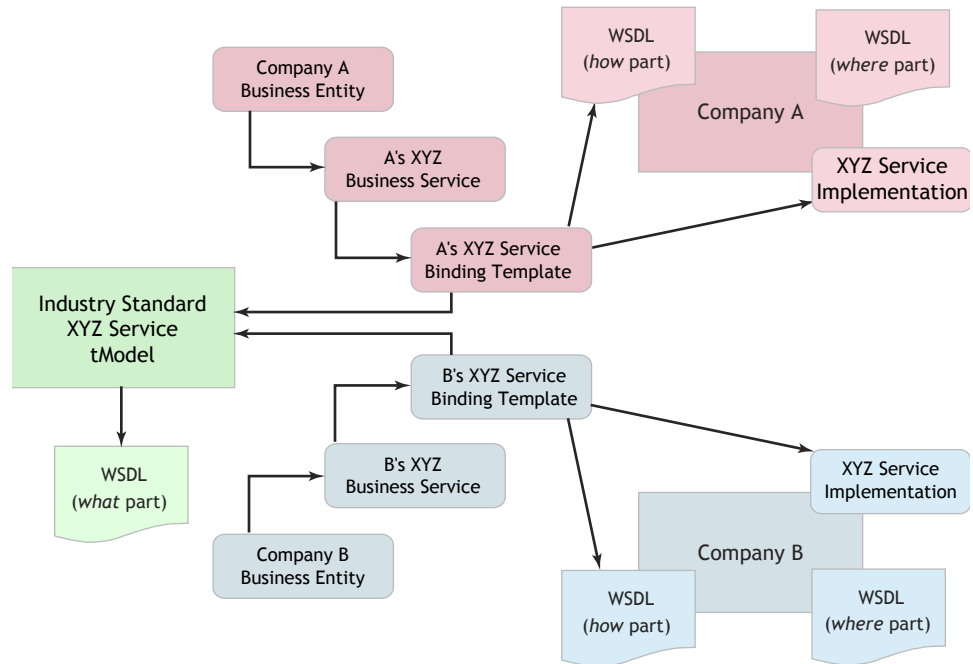 Company A
Business Entity
A's XYZ
Business Service
A's XYZ Service
Binding Template
WSDL
(how part)
WSDL
(where part)
Company A
XYZ Service
Implementation
Industry Standard
XYZ Service
tModel
WSDL
(what part)
B's XYZ Service
Binding Template
B's XYZ
Business Service
Company B
Business Entity
XYZ Service
Implementation
Company B
WSDL
(how part)
WSDL
(where part)